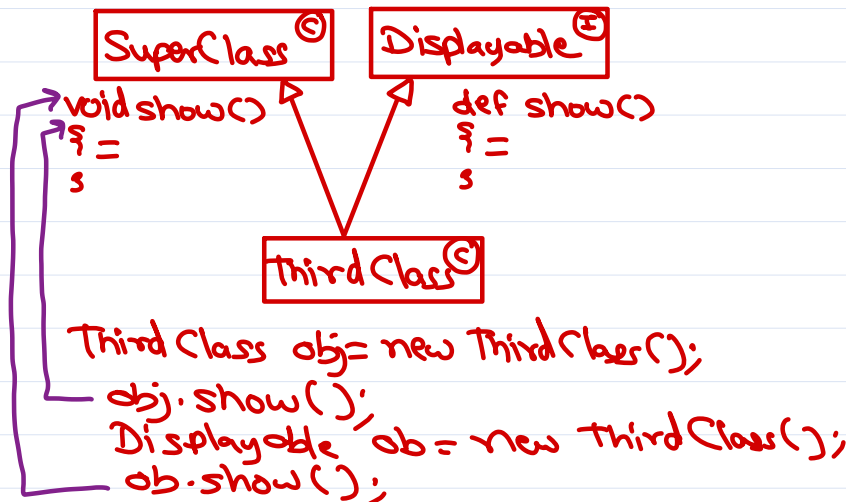 SuperClass C
Displayable I
void show()
{ =
}
def show()
{ =
}
ThirdClass C
ThirdClass obj= new ThirdClass();
obj.show();
Displayable ob = new ThirdClass();
ob.show();